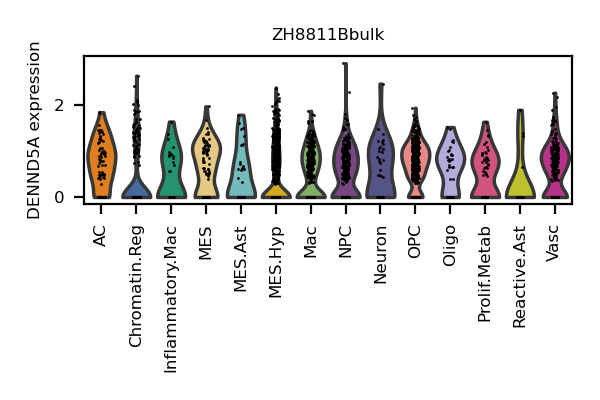 ZH8811Bbulk
DENND5A expression
2
0
AC
Chromatin.Reg
Inflammatory.Mac
MES
MES.Ast
MES.Hyp
Mac
NPC
Neuron
OPC
Oligo
Prolif.Metab
Reactive.Ast
Vasc